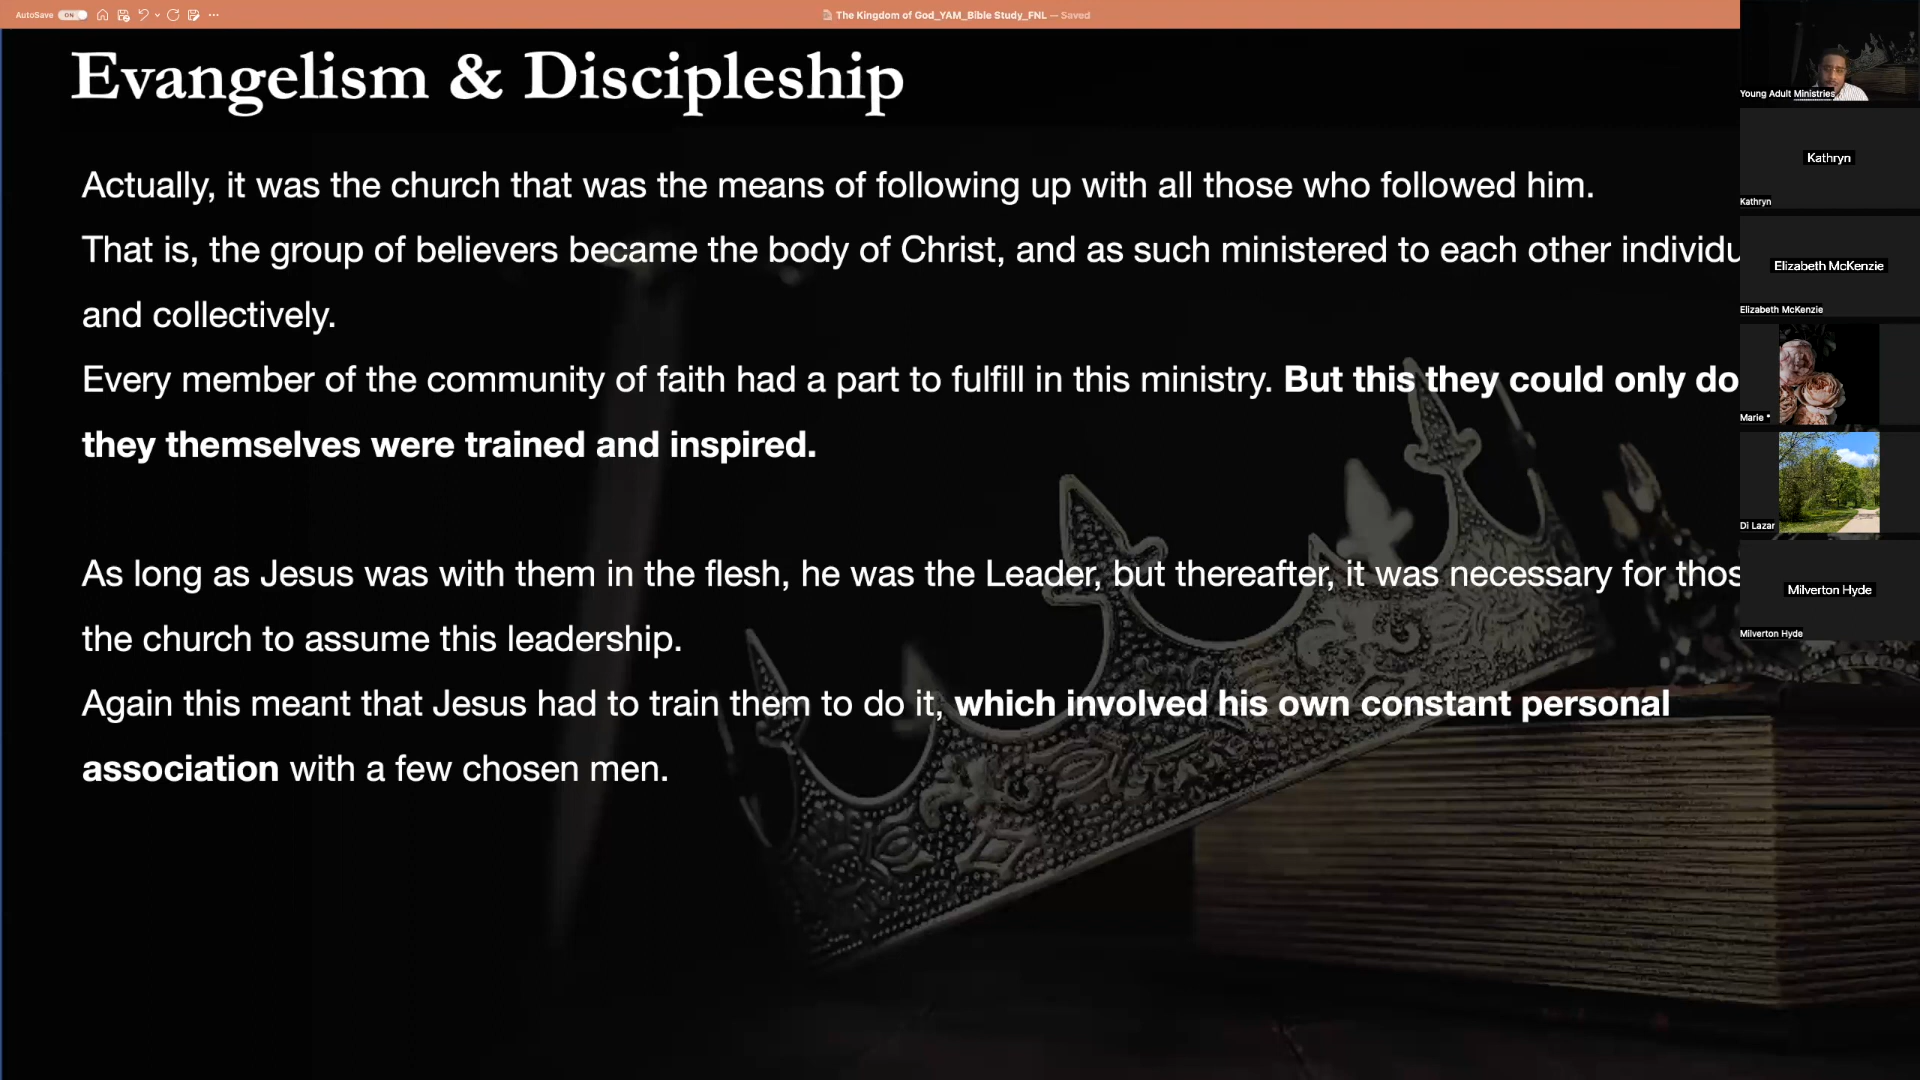 AutoSave ON
The Kingdom of God_YAM_Bible Study_FNL — Saved
Evangelism & Discipleship
Actually, it was the church that was the means of following up with all those who followed him.
That is, the group of believers became the body of Christ, and as such ministered to each other
and collectively.
Every member of the community of faith had a part to fulfill in this ministry. But this they could only do
they themselves were trained and inspired.
As long as Jesus was with them in the flesh, he was the Leader, but thereafter, it was necessary for
the church to assume this leadership.
Again this meant that Jesus had to train them to do it, which involved his own constant personal
association with a few chosen men.
Young Adult Ministries
Kathryn
Kathryn
Elizabeth McKenzie
Elizabeth McKenzie
Marie *
Di Lazar
Milverton Hyde
Milverton Hyde